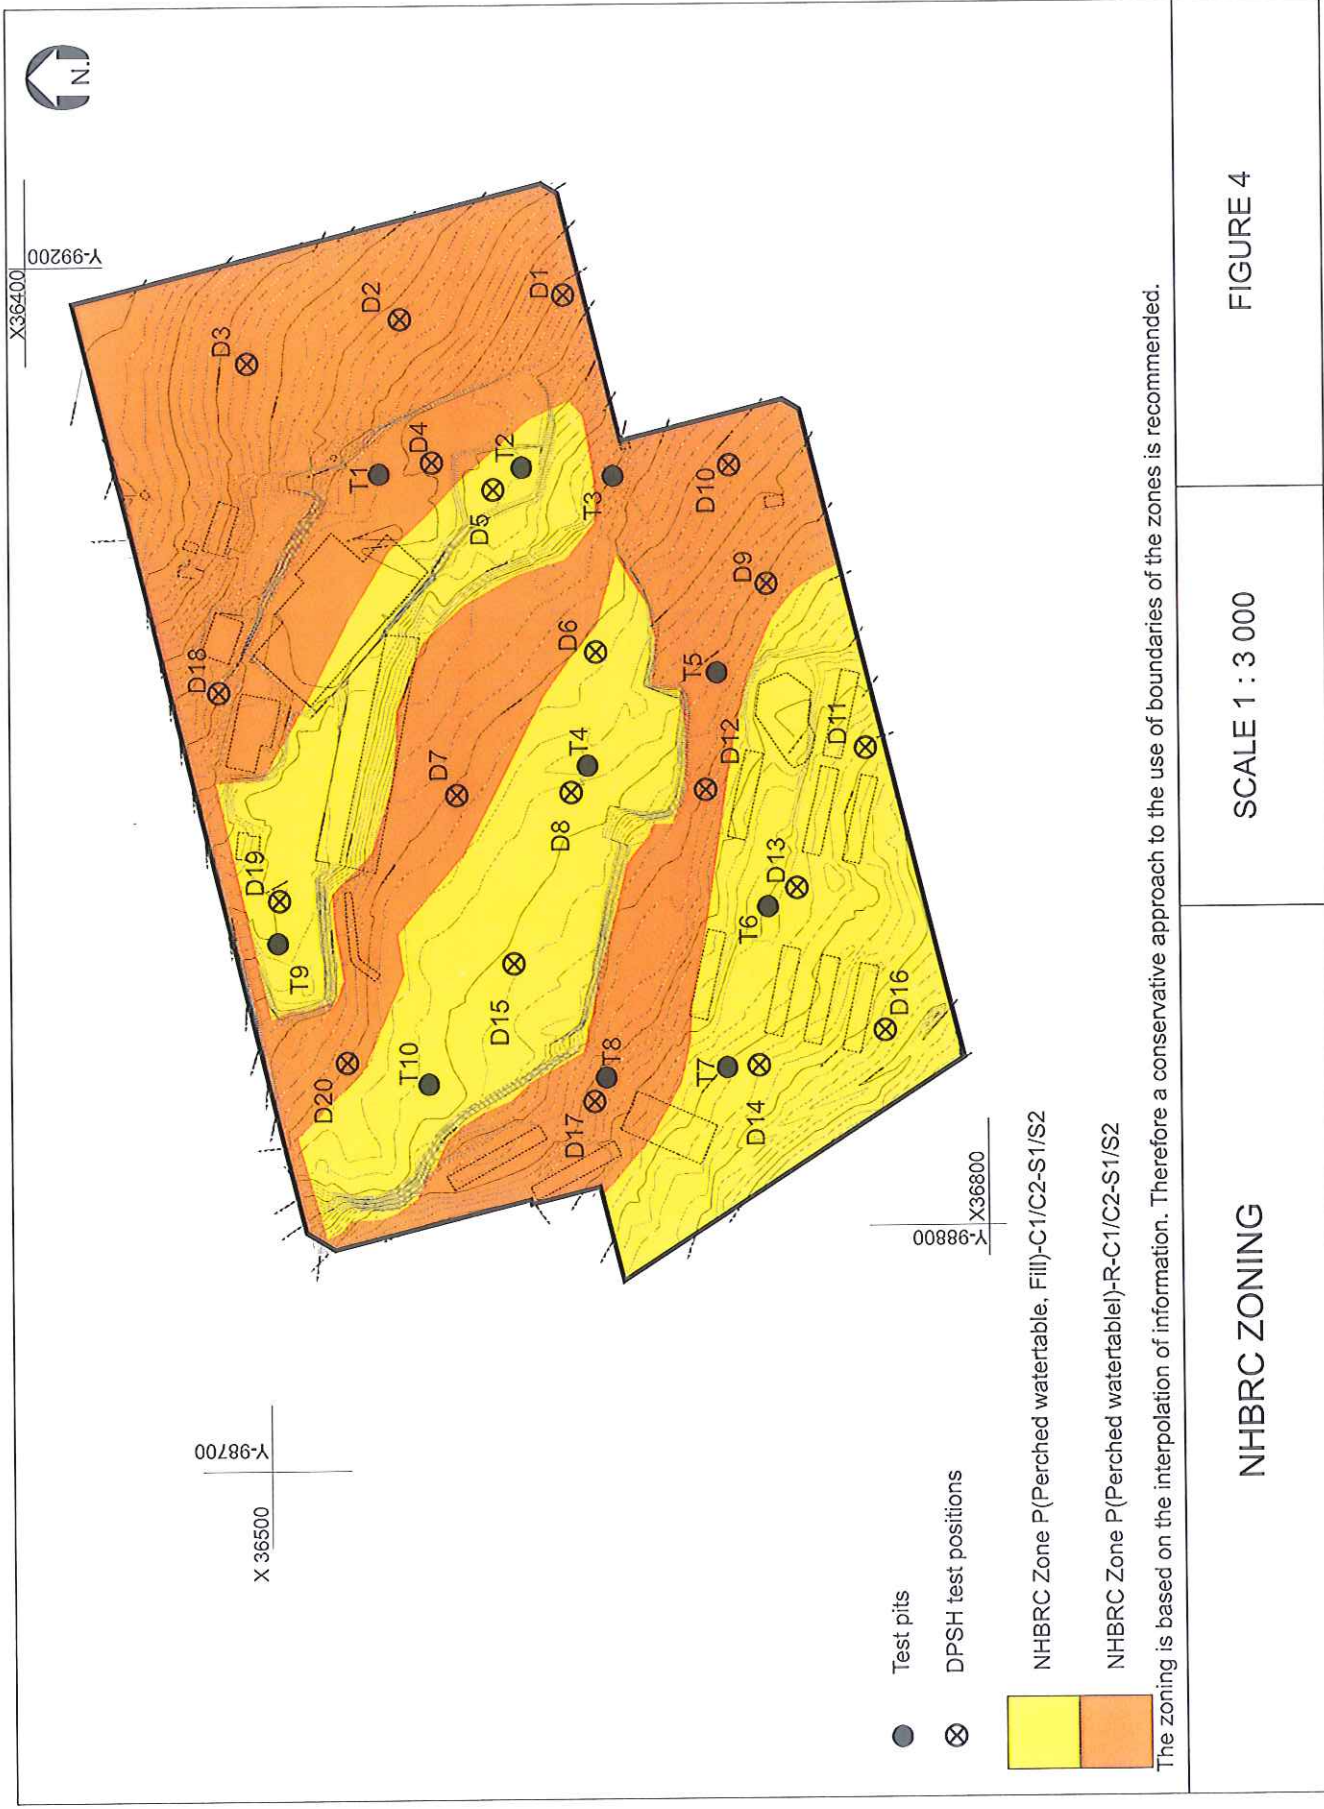 N.
X36400
Y-99200
D3
D2
D1
T1
D4
T2
D5
T3
D10
D9
D18
D6
T5
D7
T4
D8
D12
D11
D19
T9
D13
T6
D15
D16
D20
T10
T8
D17
T7
D14
X36800
Y-98800
Y-98700
X 36500
Test pits
DPSH test positions
NHBRC Zone P(Perched watertable, Fill)-C1/C2-S1/S2
NHBRC Zone P(Perched watertablel)-R-C1/C2-S1/S2
The zoning is based on the interpolation of information. Therefore a conservative approach to the use of boundaries of the zones is recommended.
NHBRC ZONING
SCALE 1 : 3 000
FIGURE 4